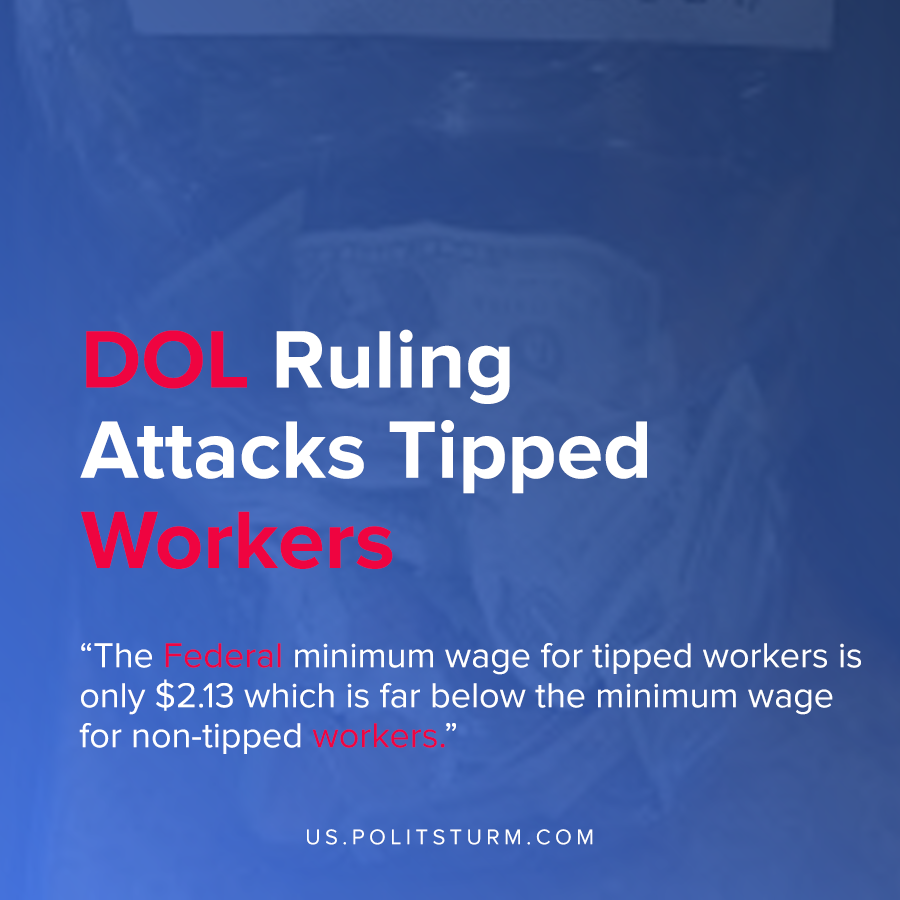 DOL Ruling
Attacks Tipped
Workers
“The Federal minimum wage for tipped workers is
only $2.13 which is far below the minimum wage
for non-tipped workers.”
US.POLITSTURM.COM